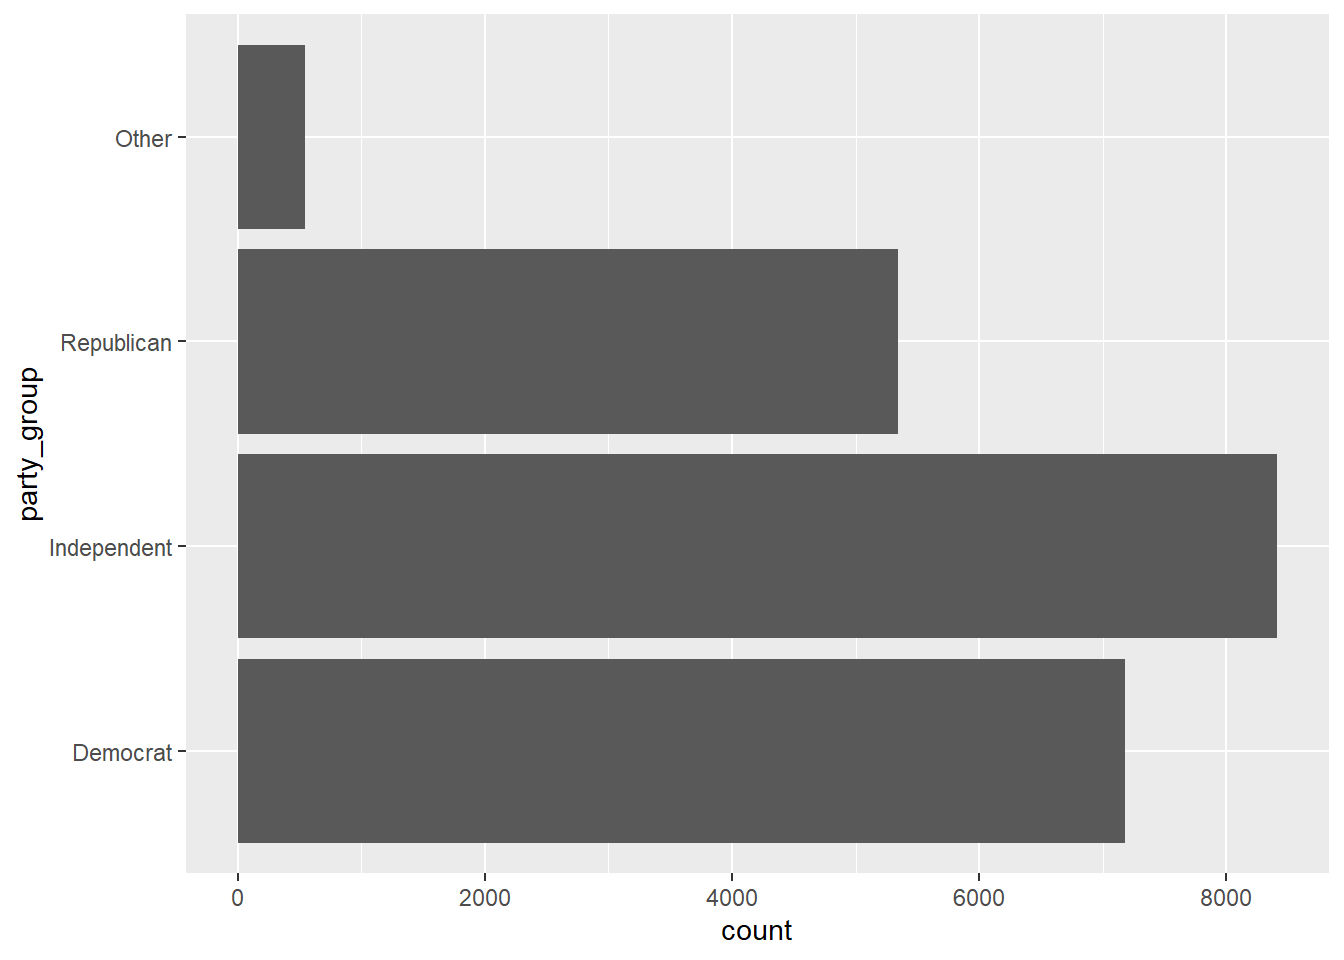 Other
Republican
Independent
Democrat
party_group
0 2000 4000 6000 8000
count